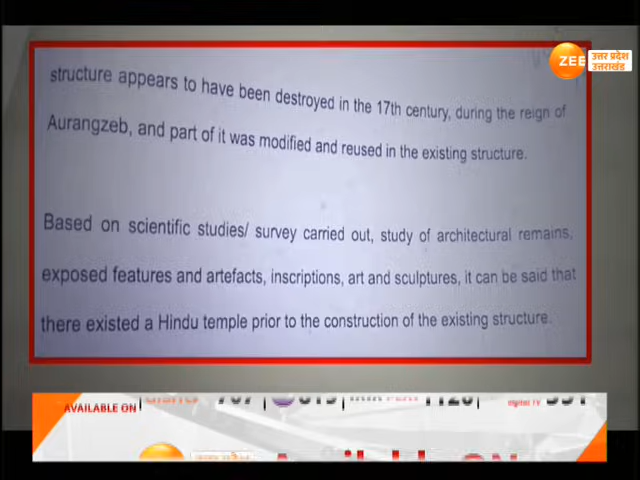 ZEE
उत्तर प्रदेश
उत्तराखंड
structure appears to have been destroyed in the 17th century, during the reign of
Aurangzeb, and part of it was modified and reused in the existing structure.
Based on scientific studies/ survey carried out, study of architectural remains,
exposed features and artefacts, inscriptions, art and sculptures, it can be said that
there existed a Hindu temple prior to the construction of the existing structure.
AVAILABLE ON
digital TV